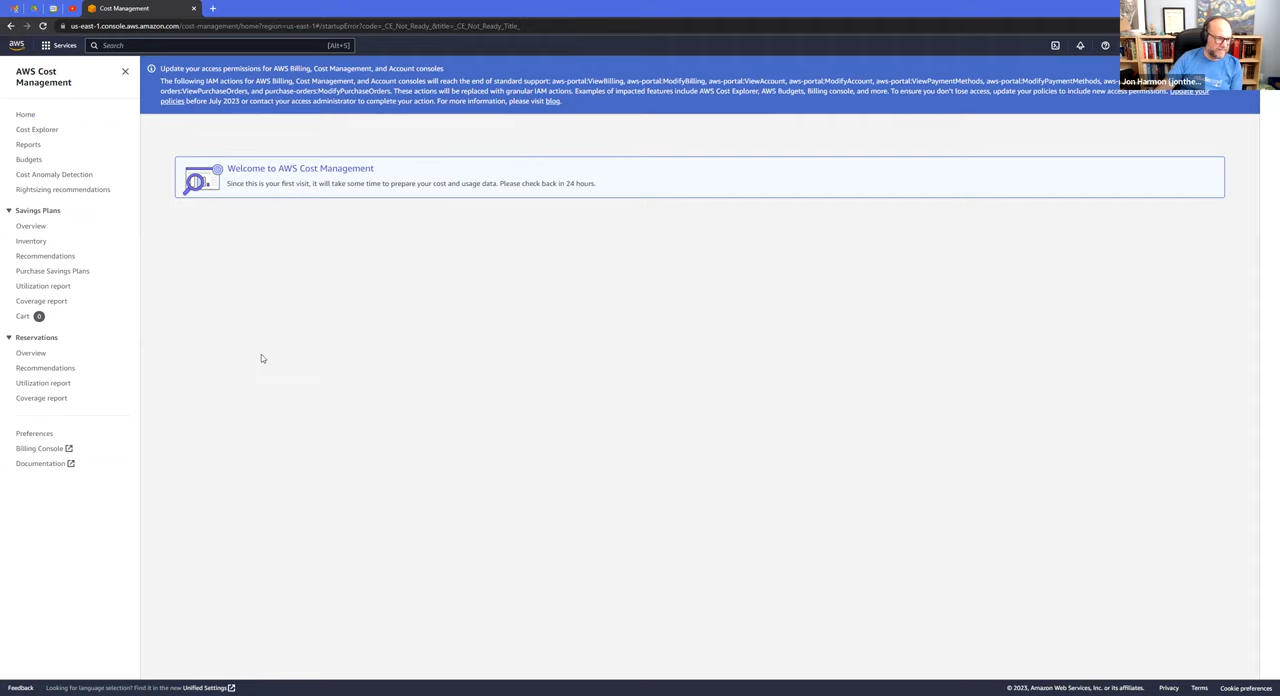 Cost Management
us-east-1.console.aws.amazon.com/cost-management/home?region=us-east-1#/startupError?code=_CE_Not_Ready_&title=_CE_Not_Ready_Title_
aws
Services
Search
[Alt+S]
Jon Harmon (jonthe...
AWS Cost
Management
Home
Cost Explorer
Reports
Budgets
Cost Anomaly Detection
Rightsizing recommendations
Savings Plans
Overview
Inventory
Recommendations
Purchase Savings Plans
Utilization report
Coverage report
Cart 0
Reservations
Overview
Recommendations
Utilization report
Coverage report
Preferences
Billing Console
Documentation
Update your access permissions for AWS Billing, Cost Management, and Account consoles
The following IAM actions for AWS Billing, Cost Management, and Account consoles will reach the end of standard support: aws-portal:ViewBilling, aws-portal:ModifyBilling, aws-portal:ViewAccount, aws-portal:ModifyAccount, aws-portal:ViewPaymentMethods, aws-portal:ModifyPaymentMethods,
orders:ViewPurchaseOrders, and purchase-orders:ModifyPurchaseOrders. These actions will be replaced with granular IAM actions. Examples of impacted features include AWS Cost Explorer, AWS Budgets, Billing console, and more. To ensure you don't lose access, update your policies to include new access permissions. Update your
policies before July 2023 or contact your access administrator to complete your action. For more information, please visit blog.
Welcome to AWS Cost Management
Since this is your first visit, it will take some time to prepare your cost and usage data. Please check back in 24 hours.
Feedback
Looking for language selection? Find it in the new Unified Settings
© 2023, Amazon Web Services, Inc. or its affiliates.
Privacy
Terms
Cookie preferences